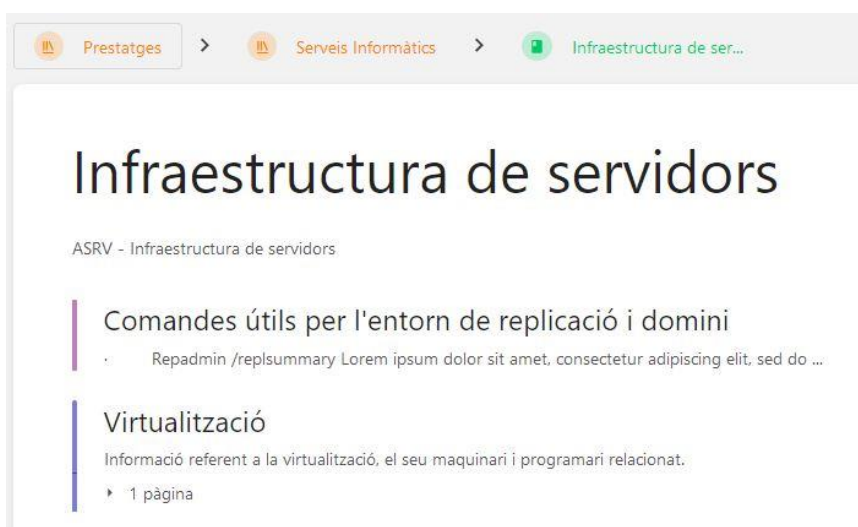 Prestatges > Serveis Informàtics > Infraestructura de ser...
Infraestructura de servidors
ASRV - Infraestructura de servidors
Comandes útils per l'entorn de replicació i domini
· Repadmin /replsummary Lorem ipsum dolor sit amet, consectetur adipiscing elit, sed do ...
Virtualització
Informació referent a la virtualització, el seu maquinari i programari relacionat.
1 pàgina